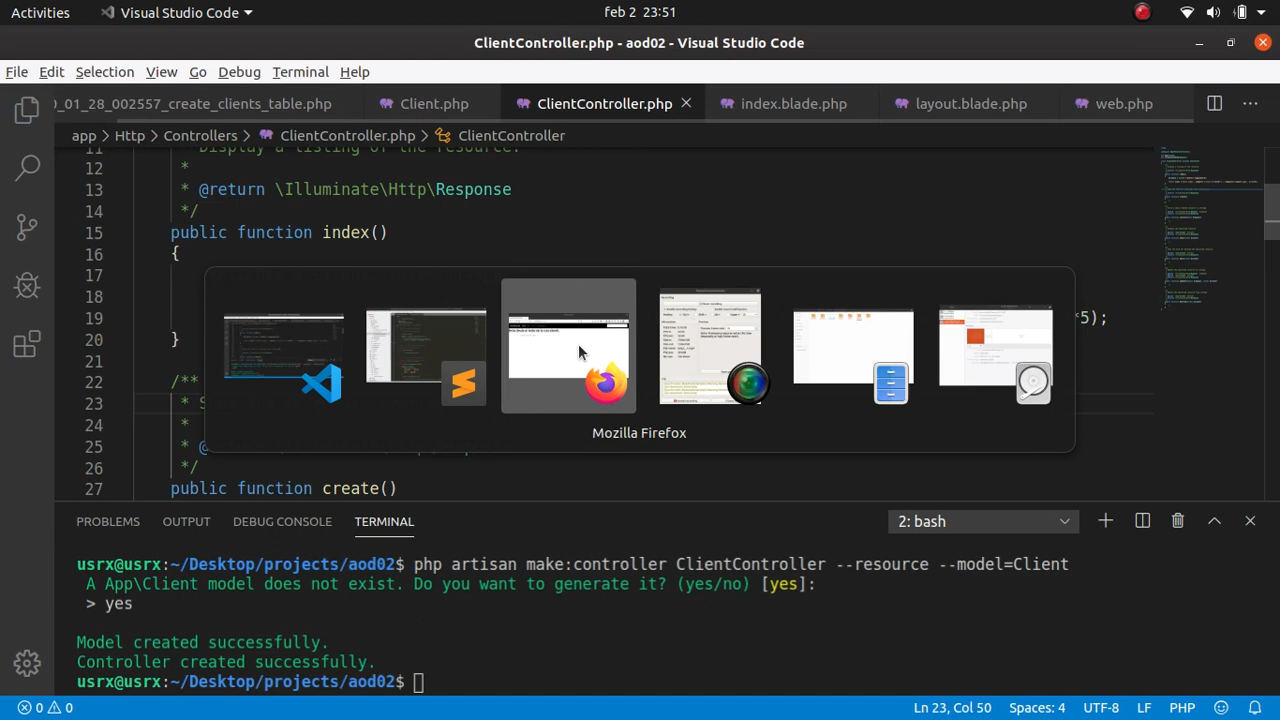 Activities
Visual Studio Code
feb 2 23:51
ClientController.php - aod02 - Visual Studio Code
File Edit Selection View Go Debug Terminal Help
_01_28_002557_create_clients_table.php
Client.php
ClientController.php
index.blade.php
layout.blade.php
web.php
app > Http > Controllers > ClientController.php > ClientController
11 Display a listing of the resource.
12 *
13 * @return \Illuminate\Http\Response
14 */
15 public function index()
16 {
17
18
19 *5);
20 }
21
22 /**
23 * S
24 *
25 * @
26 */
27 public function create()
Mozilla Firefox
PROBLEMS OUTPUT DEBUG CONSOLE TERMINAL
2: bash
usrx@usrx:~/Desktop/projects/aod02$ php artisan make:controller ClientController --resource --model=Client
A App\Client model does not exist. Do you want to generate it? (yes/no) [yes]:
> yes
Model created successfully.
Controller created successfully.
usrx@usrx:~/Desktop/projects/aod02$
0 0
Ln 23, Col 50 Spaces: 4 UTF-8 LF PHP